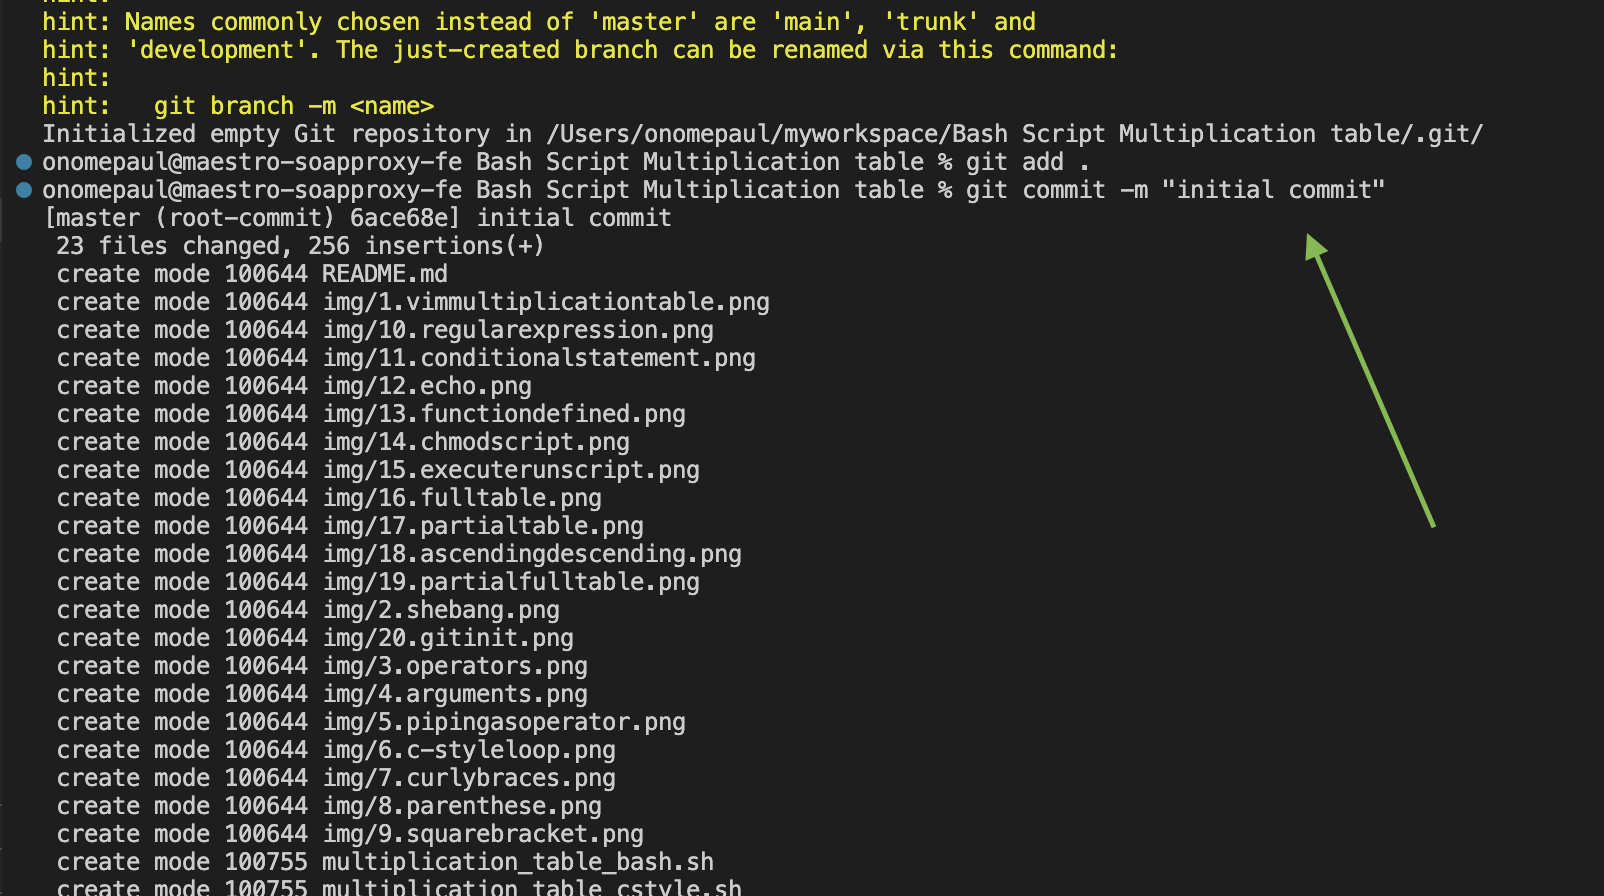 hint:
hint: Names commonly chosen instead of 'master' are 'main', 'trunk' and
hint: 'development'. The just-created branch can be renamed via this command:
hint:
hint:   git branch -m <name>
Initialized empty Git repository in /Users/onomepaul/myworkspace/Bash Script Multiplication table/.git/
onomepaul@maestro-soapproxy-fe Bash Script Multiplication table % git add .
onomepaul@maestro-soapproxy-fe Bash Script Multiplication table % git commit -m "initial commit"
[master (root-commit) 6ace68e] initial commit
 23 files changed, 256 insertions(+)
 create mode 100644 README.md
 create mode 100644 img/1.vimmultiplicationtable.png
 create mode 100644 img/10.regularexpression.png
 create mode 100644 img/11.conditionalstatement.png
 create mode 100644 img/12.echo.png
 create mode 100644 img/13.functiondefined.png
 create mode 100644 img/14.chmodscript.png
 create mode 100644 img/15.executerunscript.png
 create mode 100644 img/16.fulltable.png
 create mode 100644 img/17.partialtable.png
 create mode 100644 img/18.ascendingdescending.png
 create mode 100644 img/19.partialfulltable.png
 create mode 100644 img/2.shebang.png
 create mode 100644 img/20.gitinit.png
 create mode 100644 img/3.operators.png
 create mode 100644 img/4.arguments.png
 create mode 100644 img/5.pipingasoperator.png
 create mode 100644 img/6.c-styleloop.png
 create mode 100644 img/7.curlybraces.png
 create mode 100644 img/8.parenthese.png
 create mode 100644 img/9.squarebracket.png
 create mode 100755 multiplication_table_bash.sh
 create mode 100755 multiplication_table_cstyle.sh